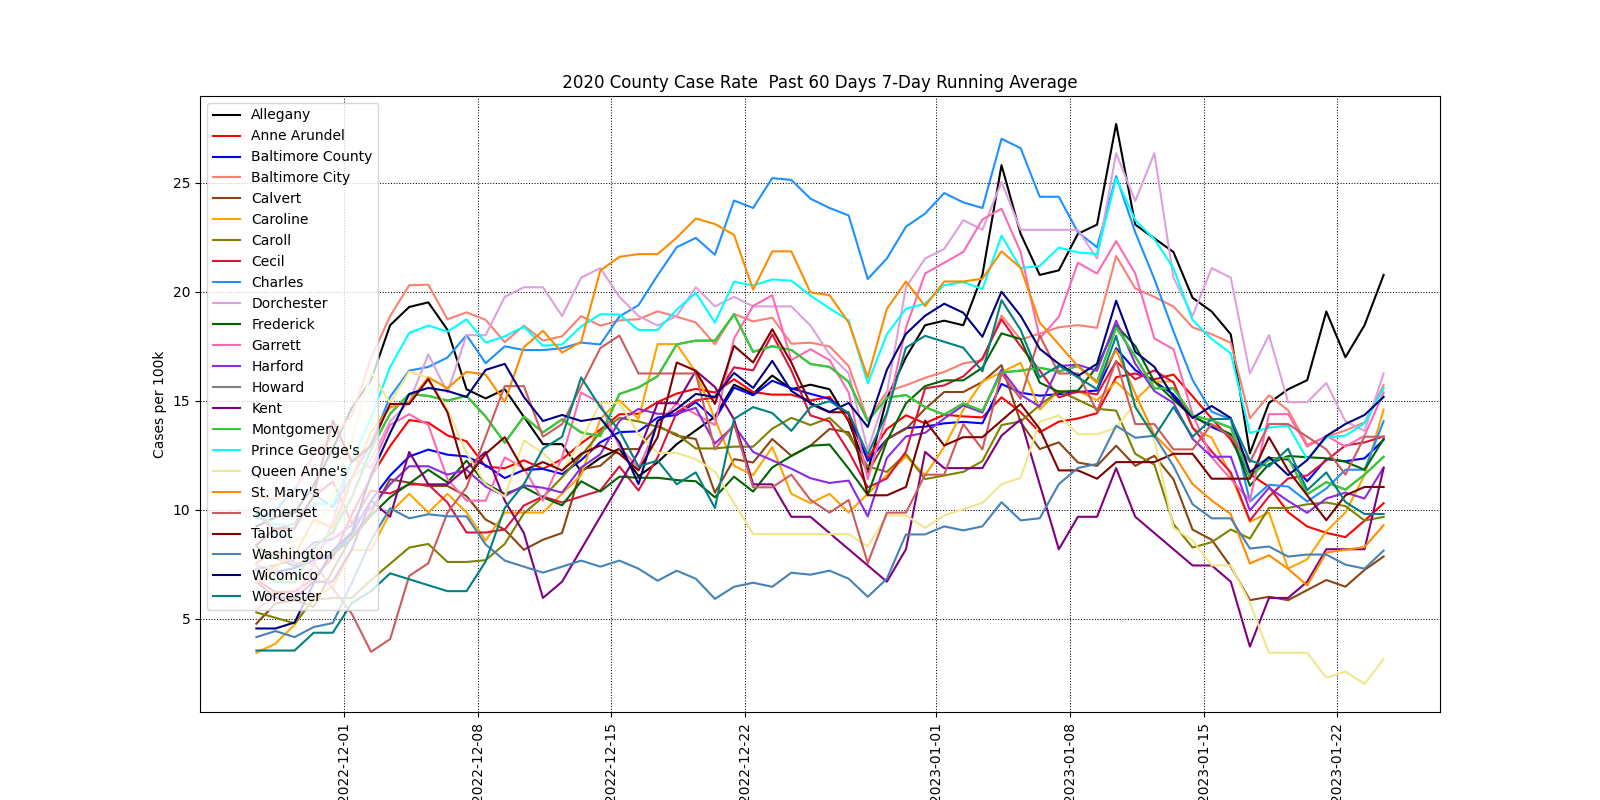 2020 County Case Rate  Past 60 Days 7-Day Running Average
Cases per 100k
25
20
15
10
5
Allegany
Anne Arundel
Baltimore County
Baltimore City
Calvert
Caroline
Caroll
Cecil
Charles
Dorchester
Frederick
Garrett
Harford
Howard
Kent
Montgomery
Prince George's
Queen Anne's
St. Mary's
Somerset
Talbot
Washington
Wicomico
Worcester
2022-12-01
2022-12-08
2022-12-15
2022-12-22
2023-01-01
2023-01-08
2023-01-15
2023-01-22